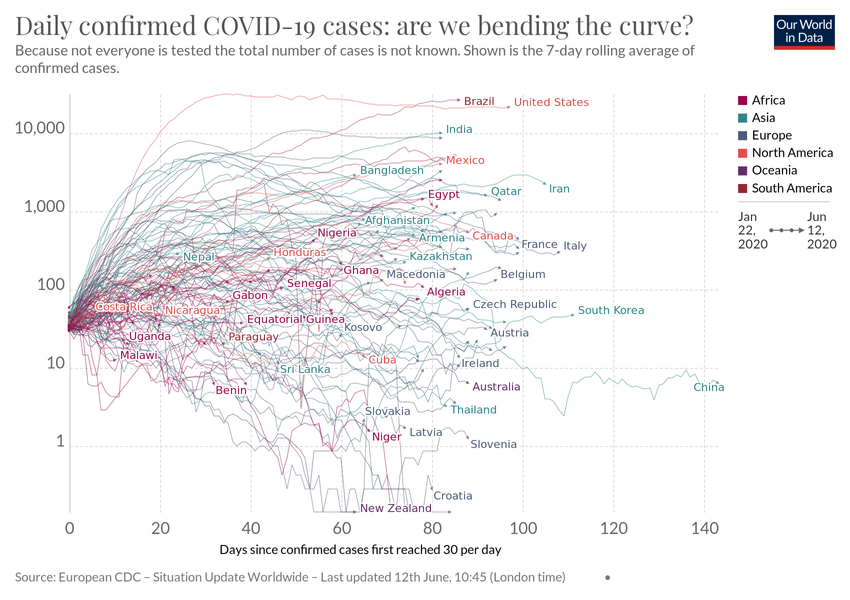 Daily confirmed COVID-19 cases: are we bending the curve?
Because not everyone is tested the total number of cases is not known. Shown is the 7-day rolling average of
confirmed cases.
Our World
in Data
Africa
Asia
Europe
North America
Oceania
South America
Jan
22,
2020
Jun
12,
2020
10,000
1,000
100
10
1
Brazil
United States
India
Mexico
Bangladesh
Iran
Qatar
Egypt
Afghanistan
Nigeria
Armenia
Canada
France
Italy
Nepal
Honduras
Kazakhstan
Ghana
Macedonia
Belgium
Senegal
Algeria
Gabon
Costa Rica
Nicaragua
Czech Republic
South Korea
Equatorial Guinea
Kosovo
Austria
Uganda
Paraguay
Malawi
Cuba
Ireland
Sri Lanka
China
Benin
Australia
Slovakia
Thailand
Niger
Latvia
Slovenia
Croatia
New Zealand
0
20
40
60
80
100
120
140
Days since confirmed cases first reached 30 per day
Source: European CDC – Situation Update Worldwide – Last updated 12th June, 10:45 (London time)